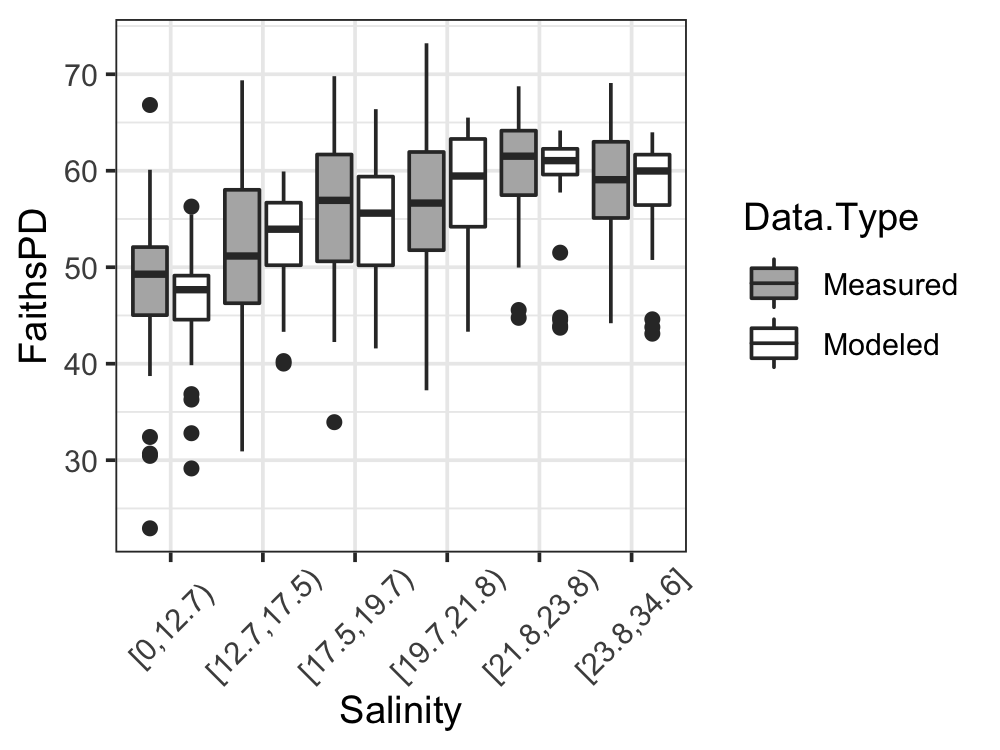 FaithsPD
70
60
50
40
30
[0,12.7)
[12.7,17.5)
[17.5,19.7)
[19.7,21.8)
[21.8,23.8)
[23.8,34.6]
Salinity
Data.Type
Measured
Modeled